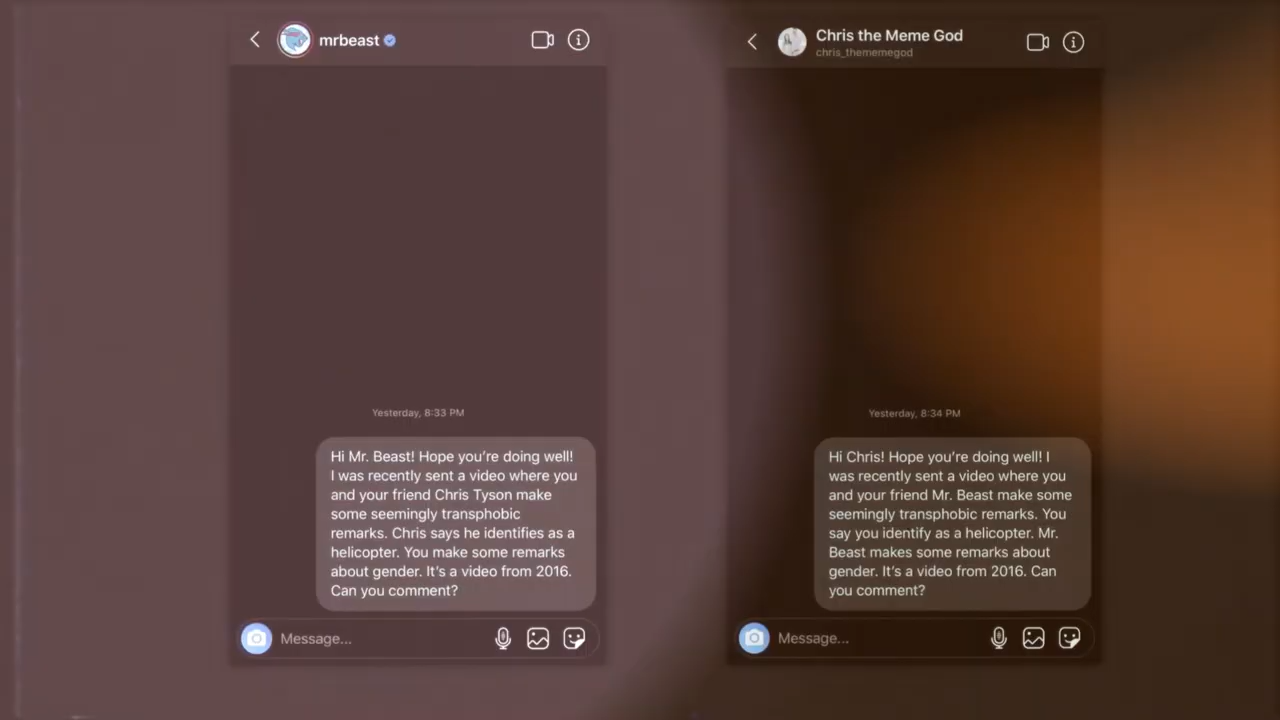 mrbeast
Yesterday, 8:33 PM
Hi Mr. Beast! Hope you're doing well!
I was recently sent a video where you
and your friend Chris Tyson make
some seemingly transphobic
remarks. Chris says he identifies as a
helicopter. You make some remarks
about gender. It's a video from 2016.
Can you comment?
Message...
Chris the Meme God
chris_thememegod
Yesterday, 8:34 PM
Hi Chris! Hope you're doing well! I
was recently sent a video where you
and your friend Mr. Beast make some
seemingly transphobic remarks. You
say you identify as a helicopter. Mr.
Beast makes some remarks about
gender. It's a video from 2016. Can
you comment?
Message...